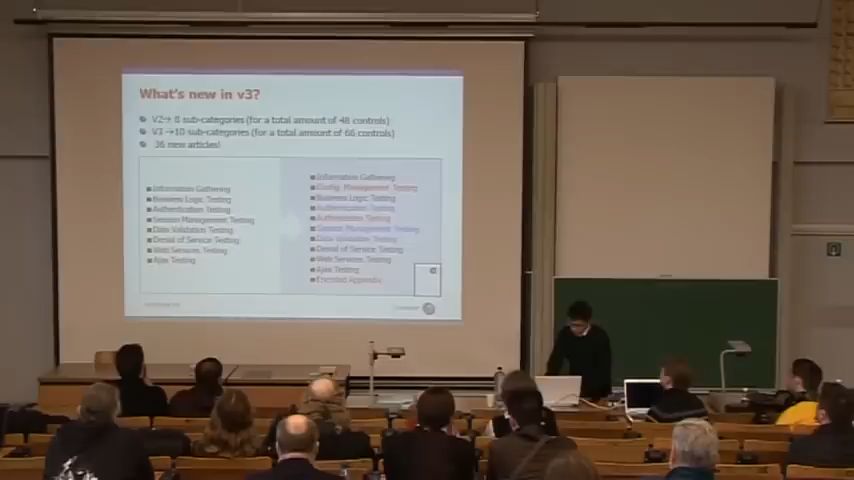 What's new in v3?
V2→ 8 sub-categories (for a total amount of 48 controls)
V3 →10 sub-categories (for a total amount of 66 controls)
36 new articles!
Information Gathering
Business Logic Testing
Authentication Testing
Session Management Testing
Data Validation Testing
Denial of Service Testing
Web Services Testing
Ajax Testing
Information Gathering
Config. Management Testing
Business Logic Testing
Authentication Testing
Authorization Testing
Session Management Testing
Data Validation Testing
Denial of Service Testing
Web Services Testing
Ajax Testing
Encoded Appendix